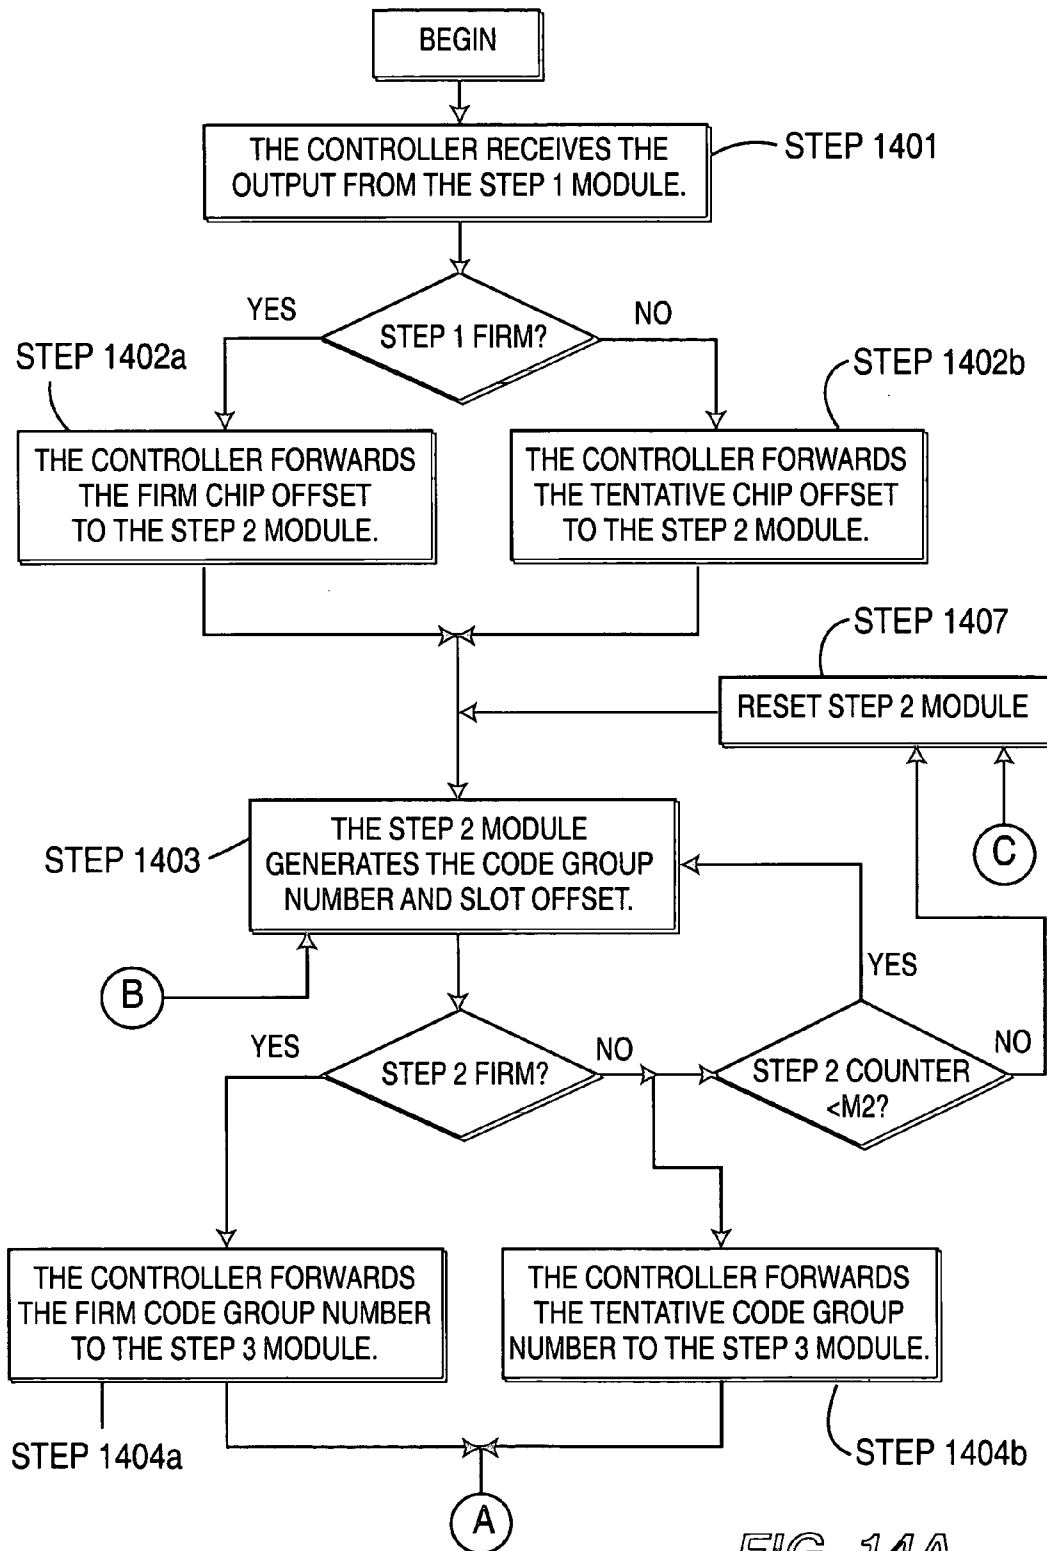 BEGIN
THE CONTROLLER RECEIVES THE
OUTPUT FROM THE STEP 1 MODULE.
STEP 1401
STEP 1 FIRM?
YES
NO
STEP 1402a
STEP 1402b
THE CONTROLLER FORWARDS
THE FIRM CHIP OFFSET
TO THE STEP 2 MODULE.
THE CONTROLLER FORWARDS
THE TENTATIVE CHIP OFFSET
TO THE STEP 2 MODULE.
STEP 1407
RESET STEP 2 MODULE
C
STEP 1403
THE STEP 2 MODULE
GENERATES THE CODE GROUP
NUMBER AND SLOT OFFSET.
B
YES
STEP 2 FIRM?
NO
YES
STEP 2 COUNTER
<M2?
NO
THE CONTROLLER FORWARDS
THE FIRM CODE GROUP NUMBER
TO THE STEP 3 MODULE.
THE CONTROLLER FORWARDS
THE TENTATIVE CODE GROUP
NUMBER TO THE STEP 3 MODULE.
STEP 1404a
STEP 1404b
A
FIG. 14A